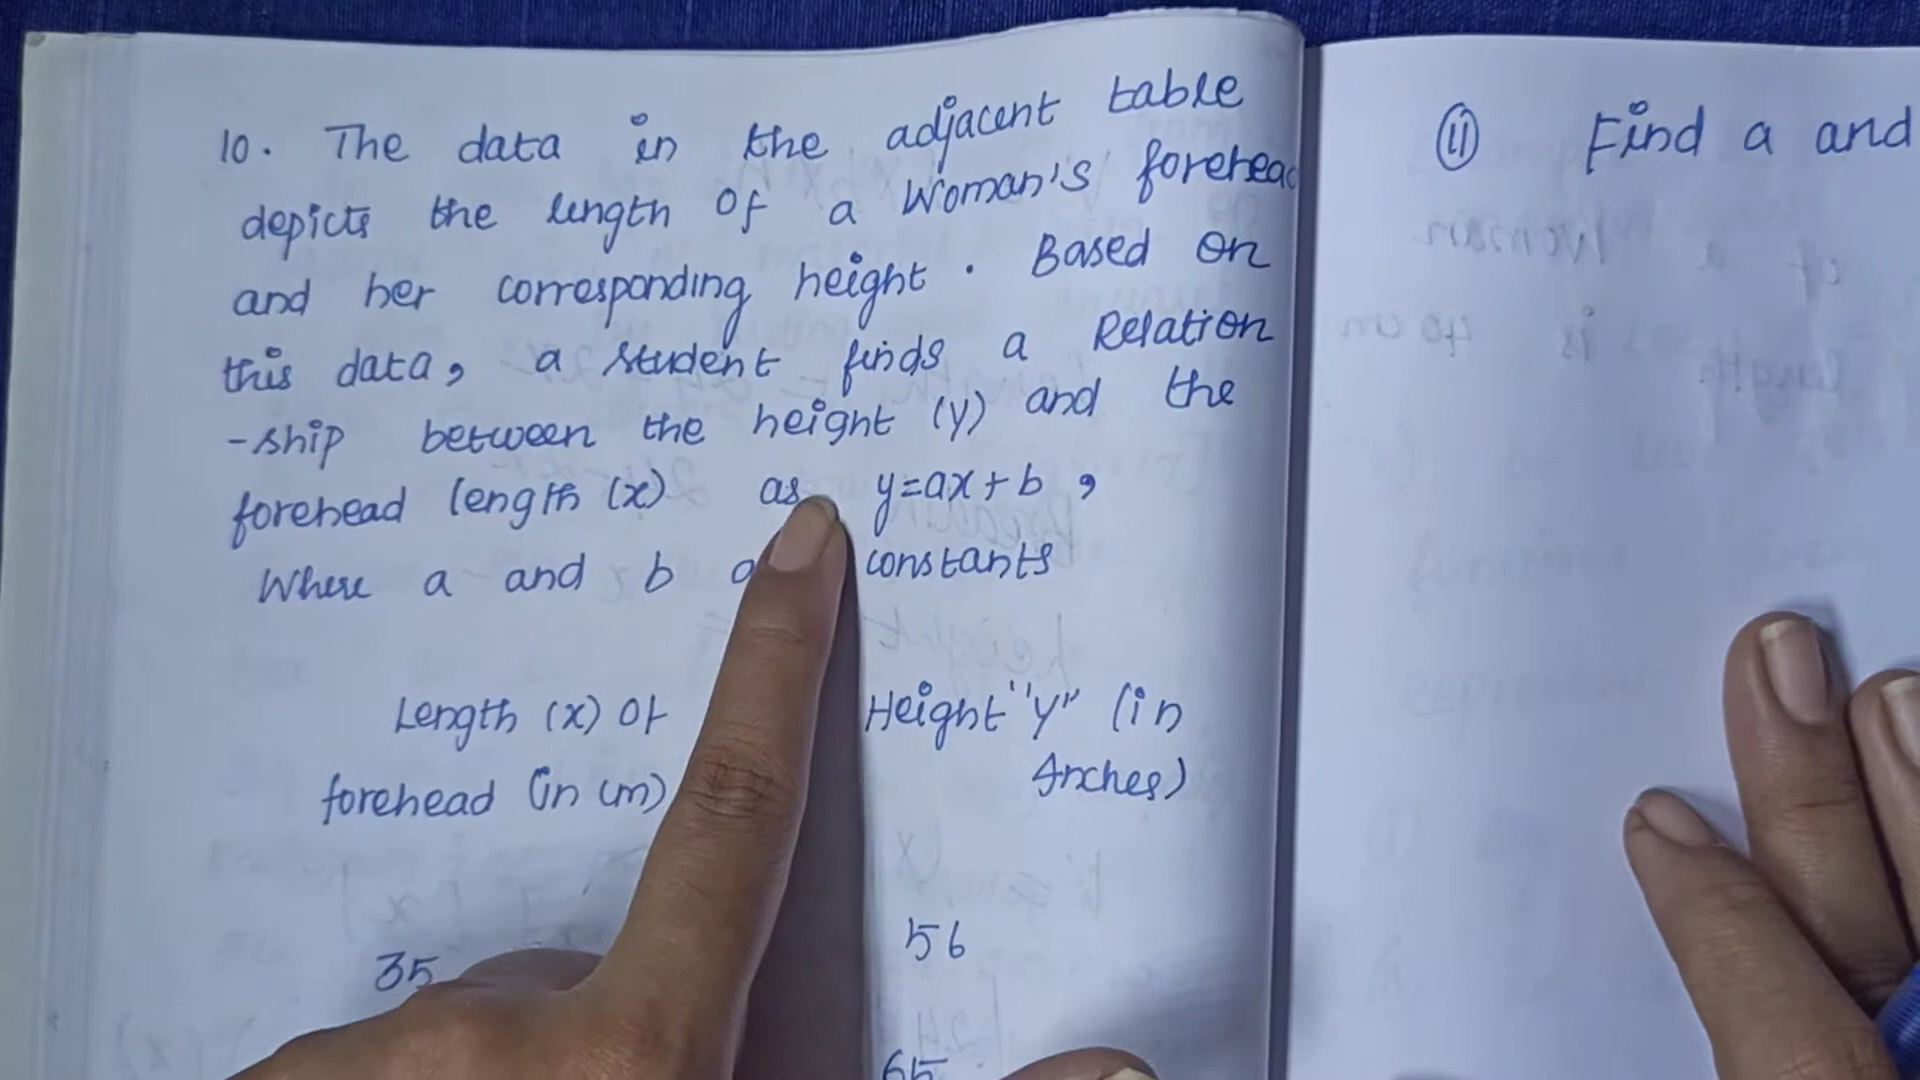 10. The data in the adjacent table
depicts the length of a Woman's forehead
and her corresponding height. Based on
this data, a student finds a Relation
-ship between the height (y) and the
forehead length (x) as y=ax+b,
Where a and b constants
Length (x) of Height "y" (in
forehead (in cm) Inches)
35 56
65
(ii) Find a and